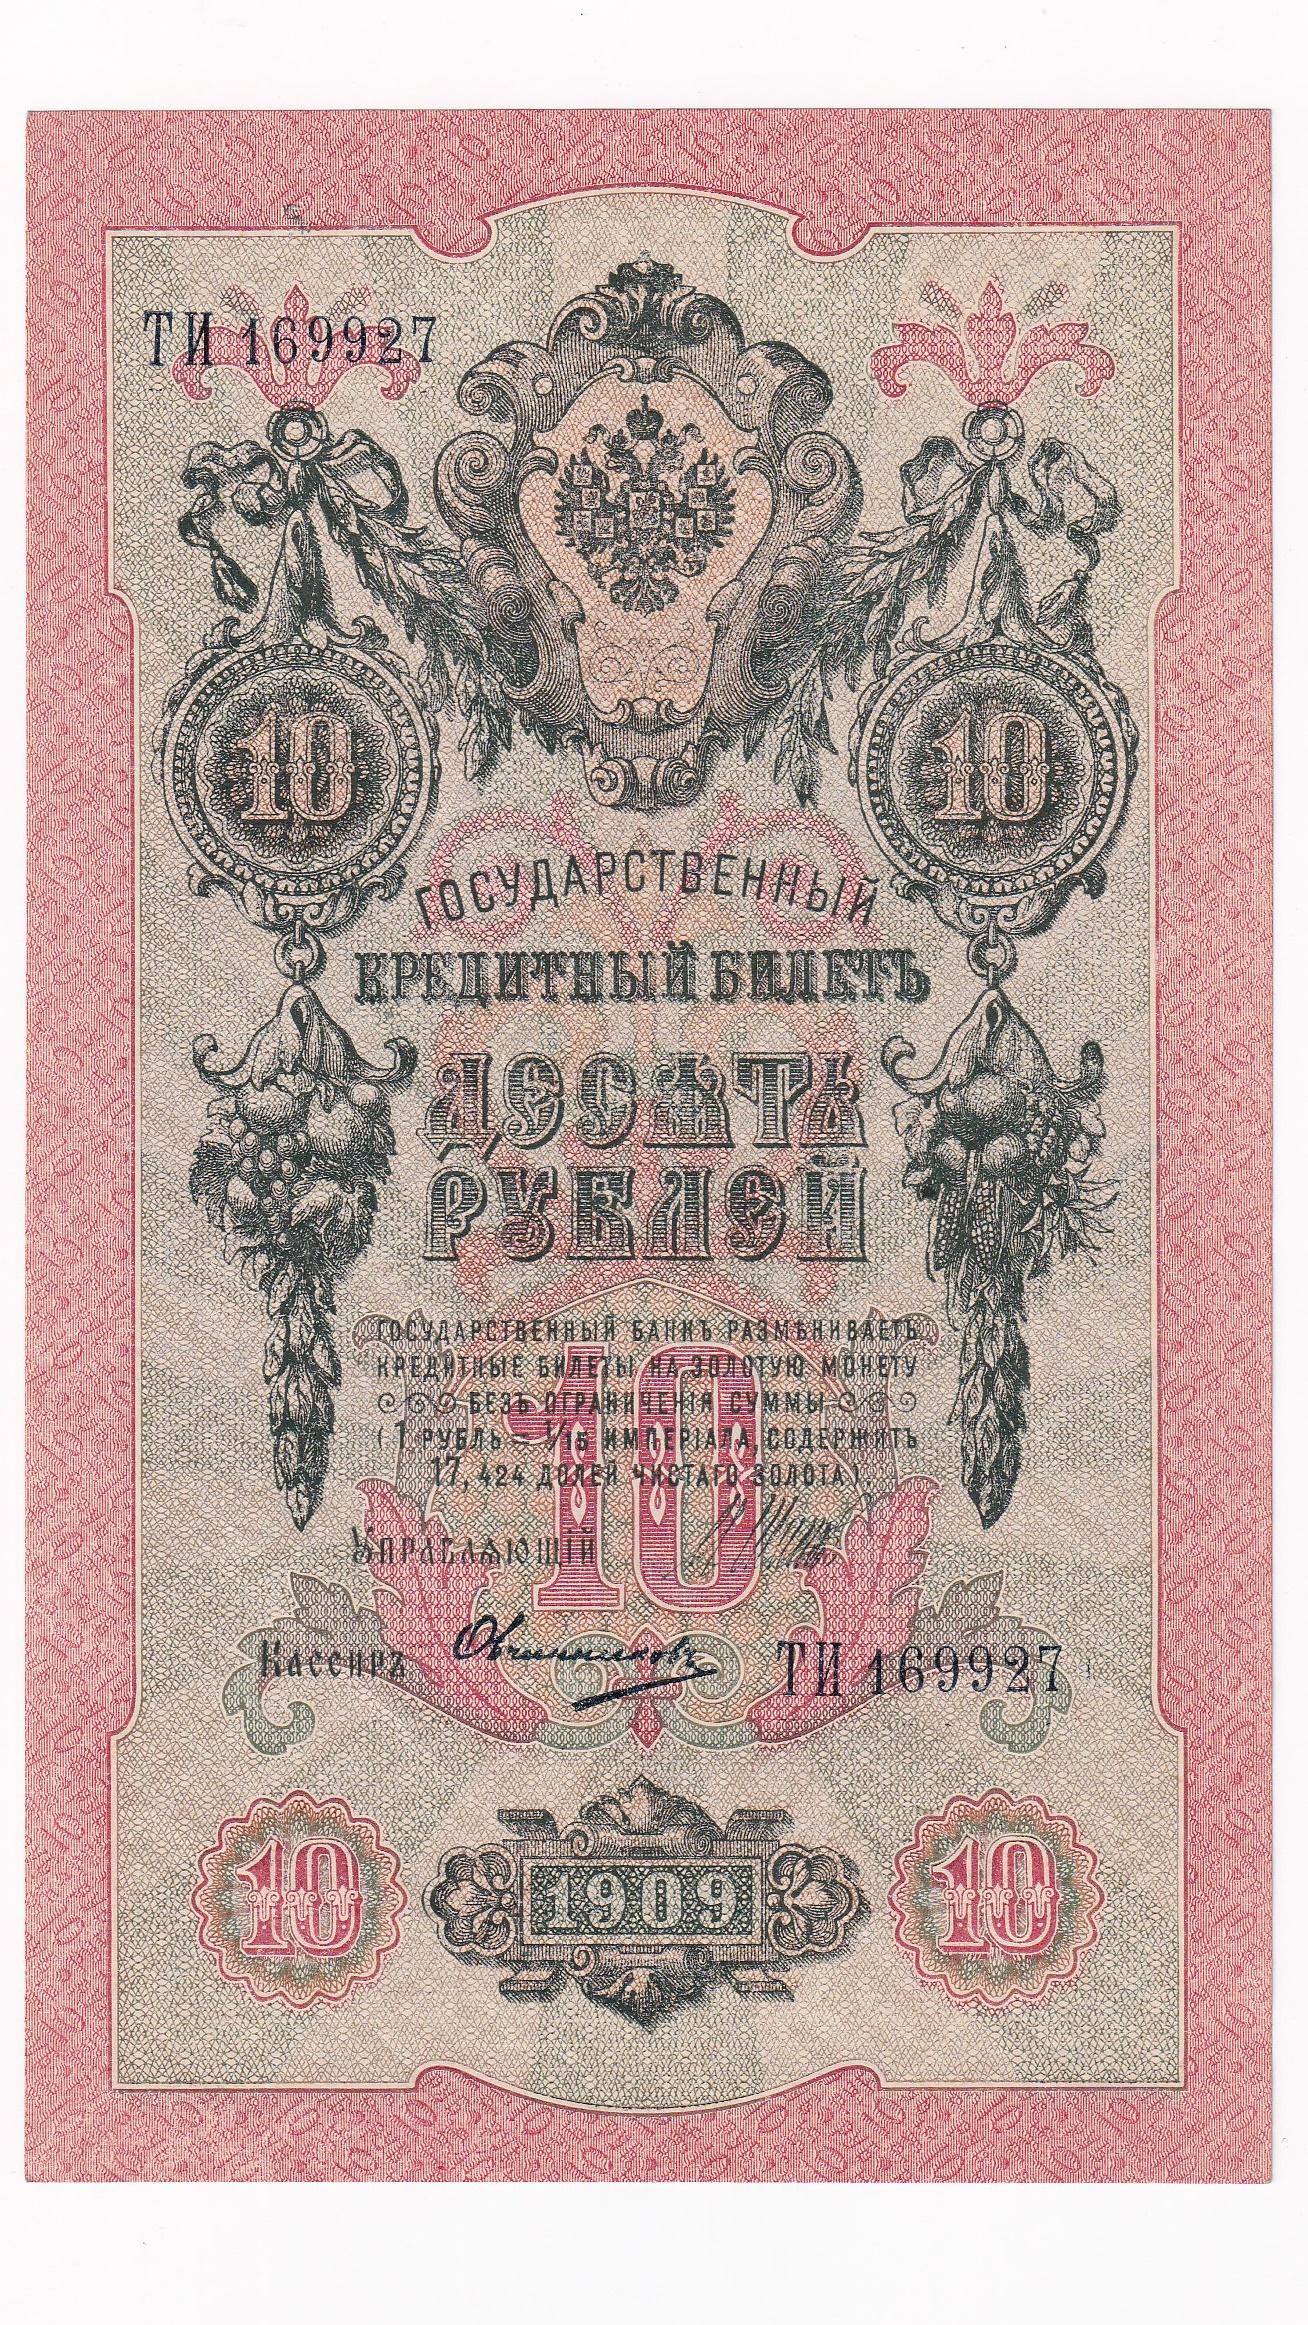 ТИ 169927
10 10
ГОСУДАРСТВЕННЫЙ
КРЕДИТНЫЙ БИЛЕТЪ
ДЕСЯТЬ
РУБЛЕЙ
ГОСУДАРСТВЕННЫЙ БАНКЪ РАЗМѢНИВАЕТЪ
КРЕДИТНЫЕ БИЛЕТЫ НА ЗОЛОТУЮ МОНЕТУ
БЕЗЪ ОГРАНИЧЕНІЯ СУММЫ
(1 РУБЛЬ = 1/15 ИМПЕРІАЛА, СОДЕРЖИТЪ
17,424 ДОЛЕЙ ЧИСТАГО ЗОЛОТА)
10
Управляющій
Кассиръ Овчинниковъ ТИ 169927
10 1909 10